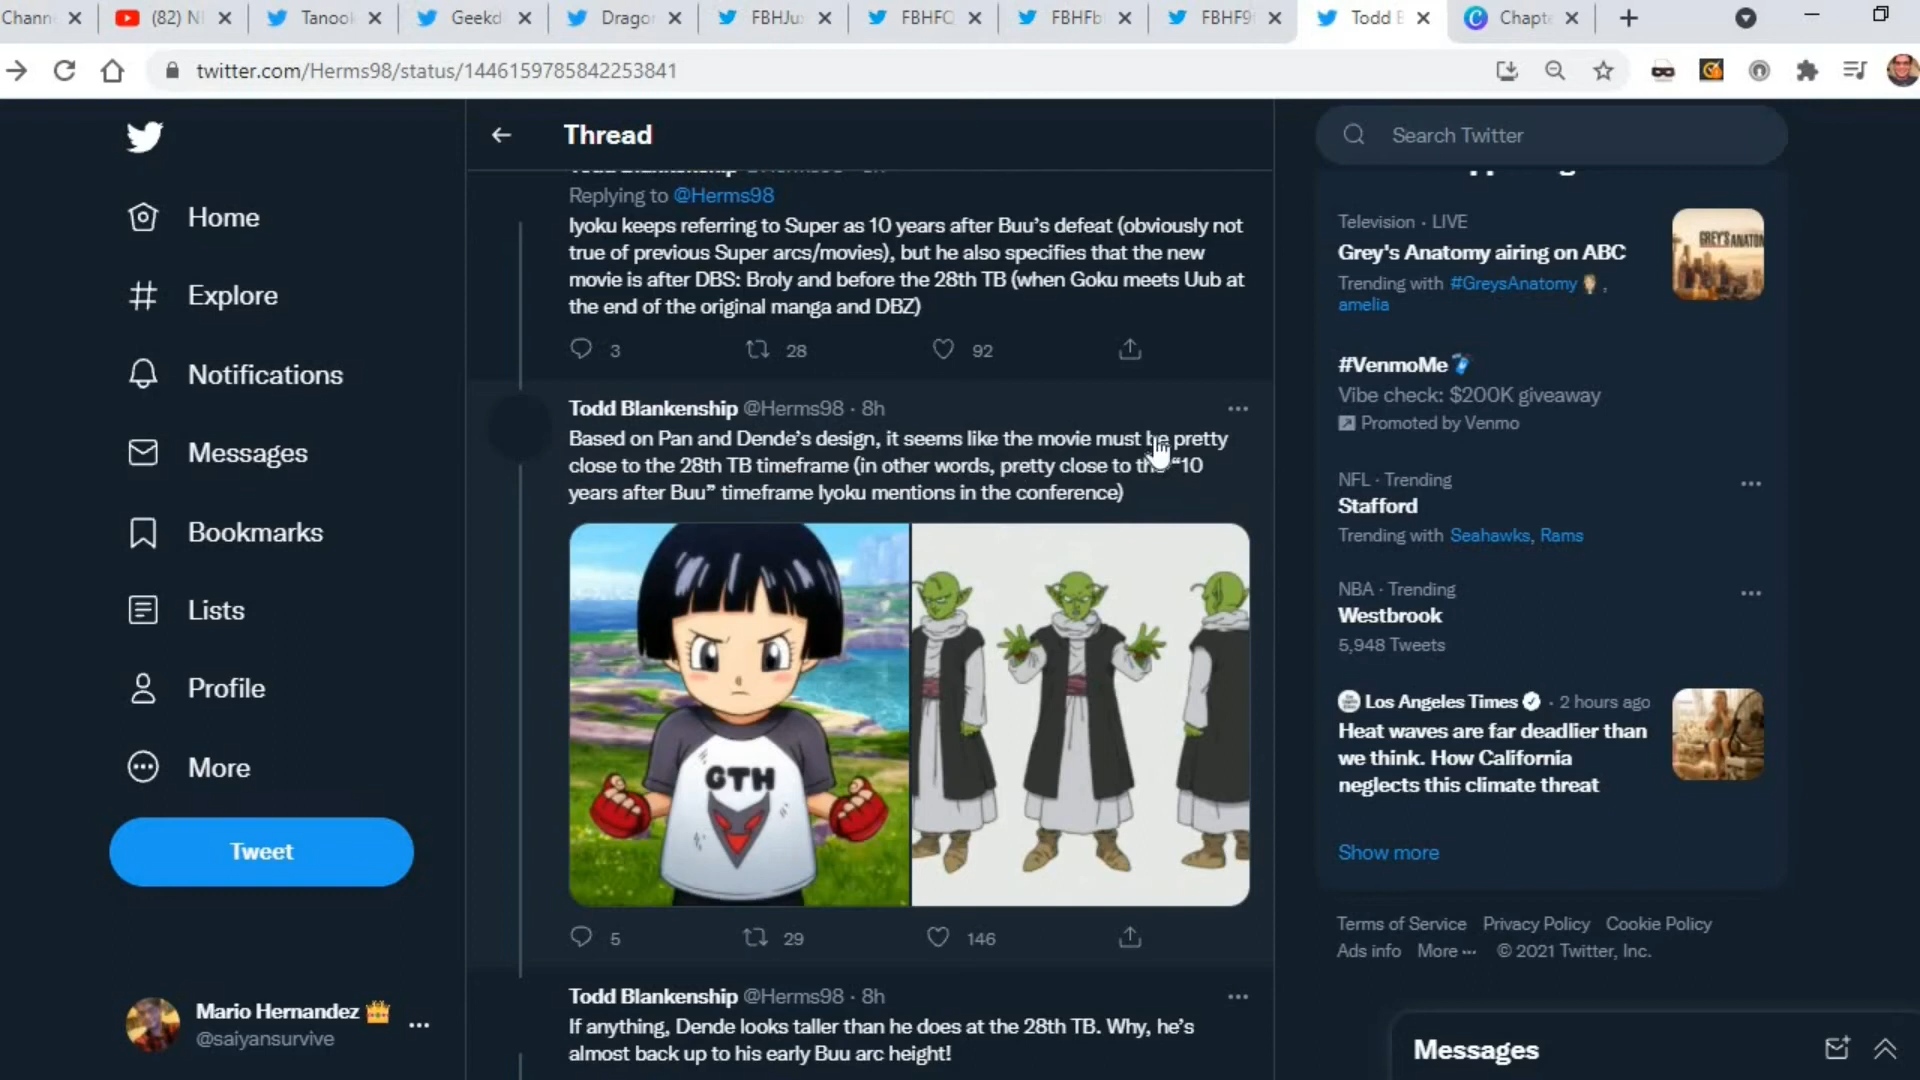 Chann
(82) N
Tanoo
Geekd
Drago
FBHJu
FBHFC
FBHFb
FBHF9
Todd B
Chapt
twitter.com/Herms98/status/1446159785842253841
Home
Explore
Notifications
Messages
Bookmarks
Lists
Profile
More
Tweet
Mario Hernandez
@saiyansurvive
Thread
Replying to @Herms98
Iyoku keeps referring to Super as 10 years after Buu’s defeat (obviously not
true of previous Super arcs/movies), but he also specifies that the new
movie is after DBS: Broly and before the 28th TB (when Goku meets Uub at
the end of the original manga and DBZ)
3 28 92
Todd Blankenship @Herms98 · 8h
Based on Pan and Dende’s design, it seems like the movie must be pretty
close to the 28th TB timeframe (in other words, pretty close to the “10
years after Buu” timeframe Iyoku mentions in the conference)
GTH
5 29 146
Todd Blankenship @Herms98 · 8h
If anything, Dende looks taller than he does at the 28th TB. Why, he’s
almost back up to his early Buu arc height!
Search Twitter
Television · LIVE
Grey's Anatomy airing on ABC
Trending with #GreysAnatomy ,
amelia
GREY'S ANATOM
#VenmoMe
Vibe check: $200K giveaway
Promoted by Venmo
NFL · Trending
Stafford
Trending with Seahawks, Rams
NBA · Trending
Westbrook
5,948 Tweets
Los Angeles Times · 2 hours ago
Heat waves are far deadlier than
we think. How California
neglects this climate threat
Show more
Terms of Service Privacy Policy Cookie Policy
Ads info More ··· © 2021 Twitter, Inc.
Messages